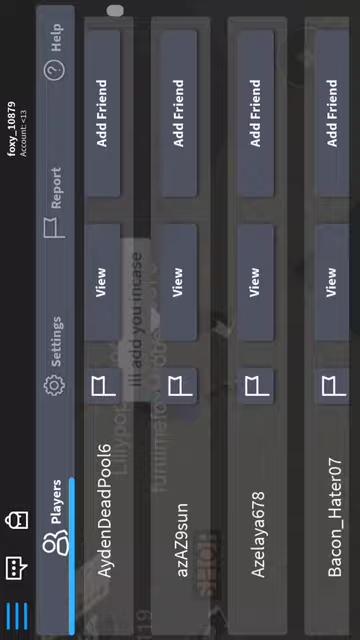 foxy_10879
Account: <13
Players
Settings
Report
Help
AydenDeadPool6
View
Add Friend
ill add you incase
azAZ9sun
View
Add Friend
Azelaya678
View
Add Friend
Bacon_Hater07
View
Add Friend